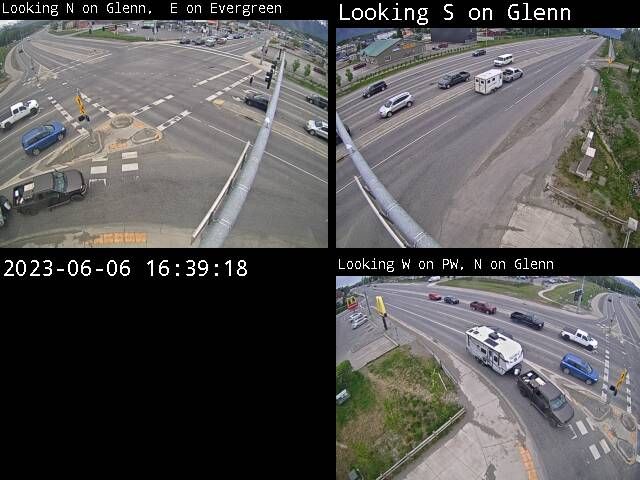 Looking N on Glenn,  E on Evergreen
Looking S on Glenn
2023-06-06 16:39:18
Looking W on PW, N on Glenn